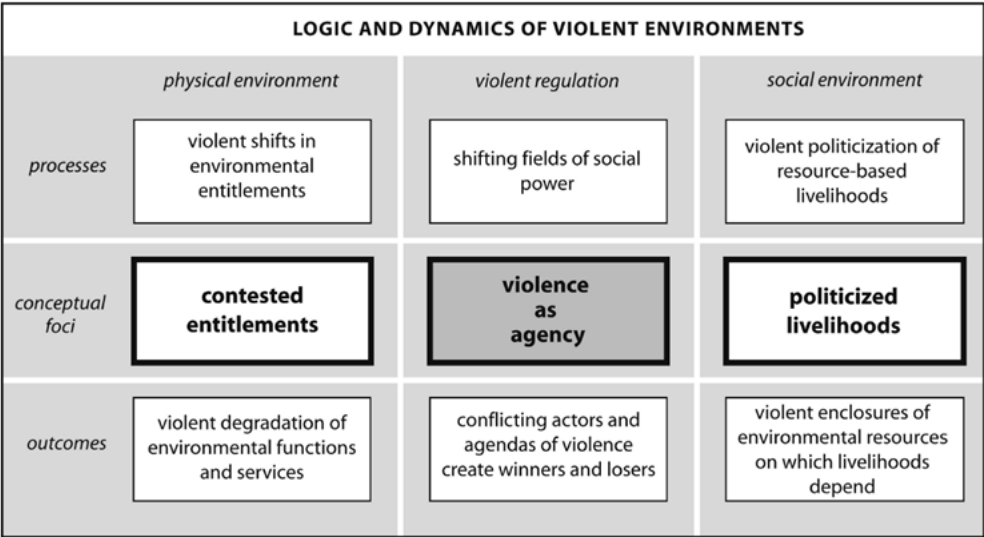 LOGIC AND DYNAMICS OF VIOLENT ENVIRONMENTS
physical environment
violent regulation
social environment
processes
violent shifts in
environmental
entitlements
shifting fields of social
power
violent politicization of
resource-based
livelihoods
conceptual
foci
contested
entitlements
violence
as
agency
politicized
livelihoods
outcomes
violent degradation of
environmental functions
and services
conflicting actors and
agendas of violence
create winners and losers
violent enclosures of
environmental resources
on which livelihoods
depend